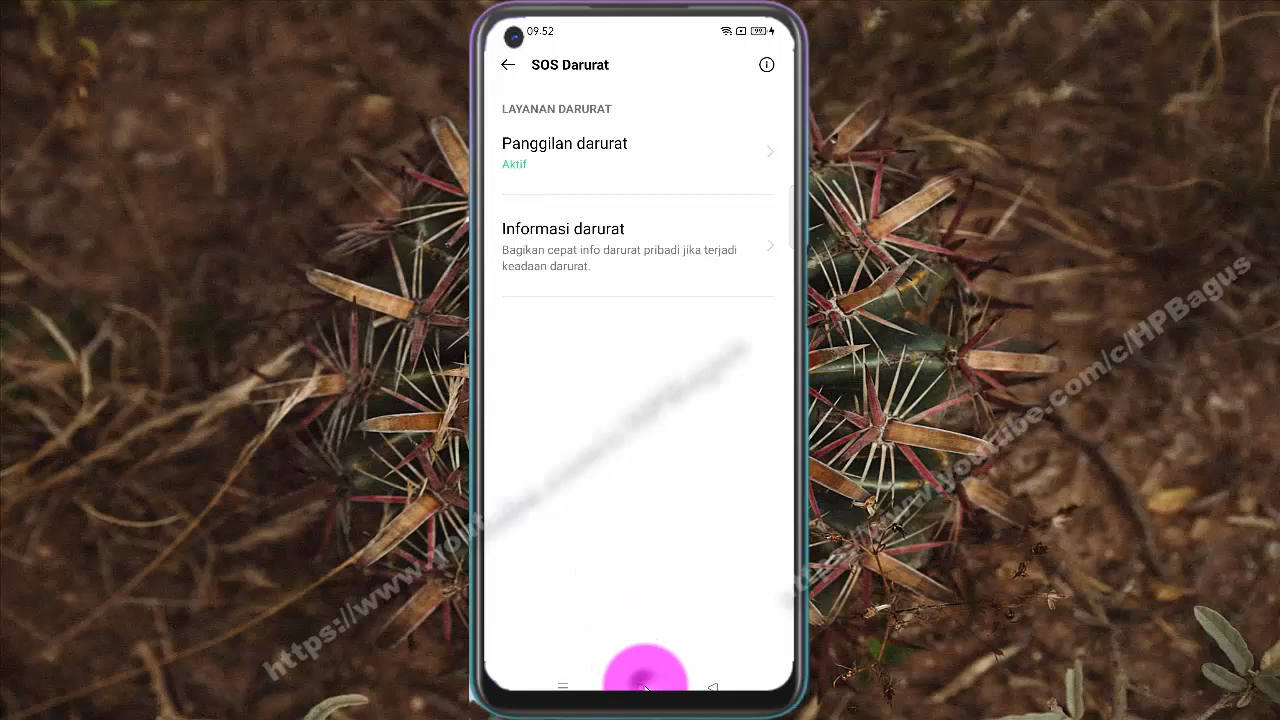 09:52
99
SOS Darurat
LAYANAN DARURAT
Panggilan darurat
Aktif
Informasi darurat
Bagikan cepat info darurat pribadi jika terjadi
keadaan darurat.
https://www.youtube.com/c/HPBagus